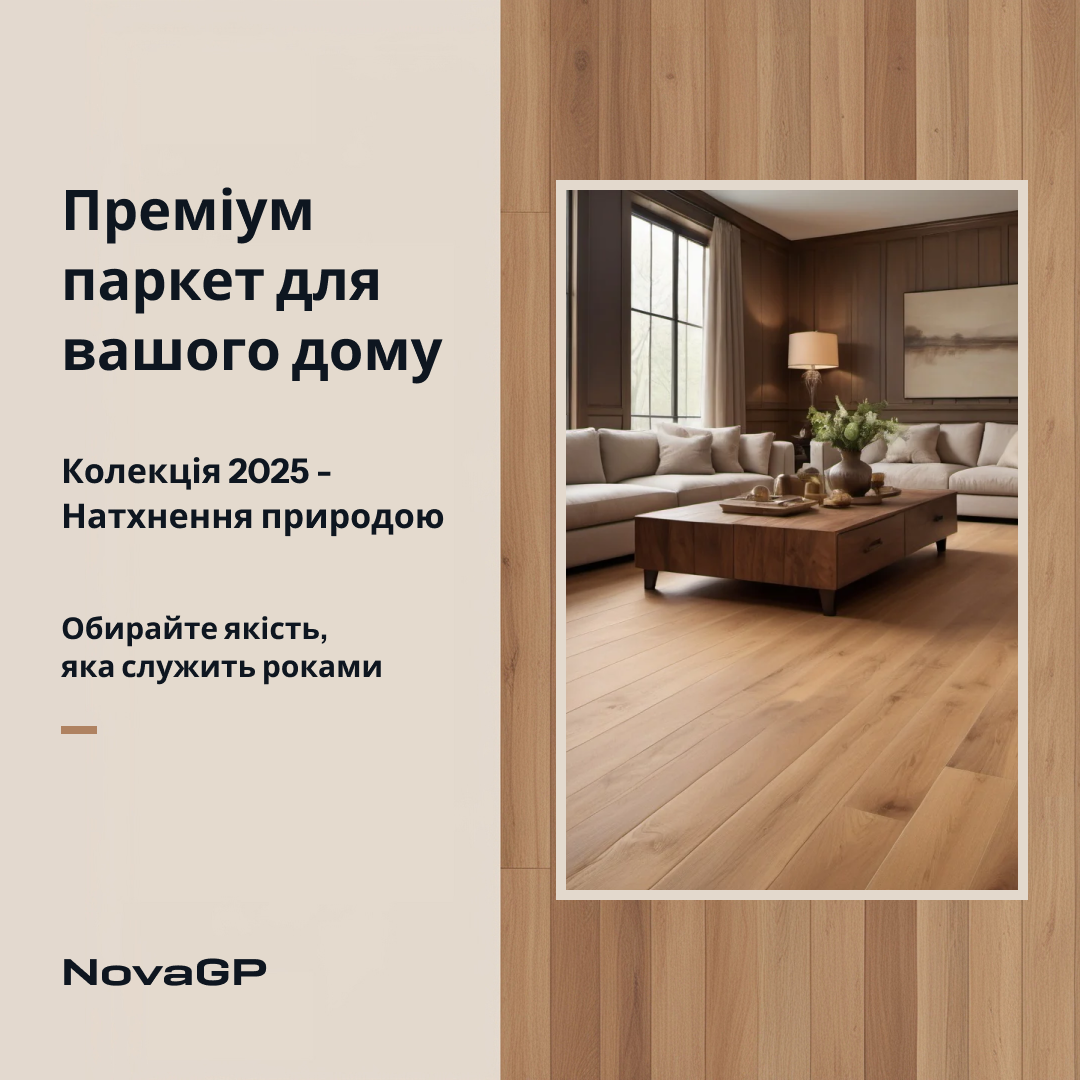 Преміум
паркет для
вашого дому
Колекція 2025 –
Натхнення природою
Обирайте якість,
яка служить роками
NovaGP